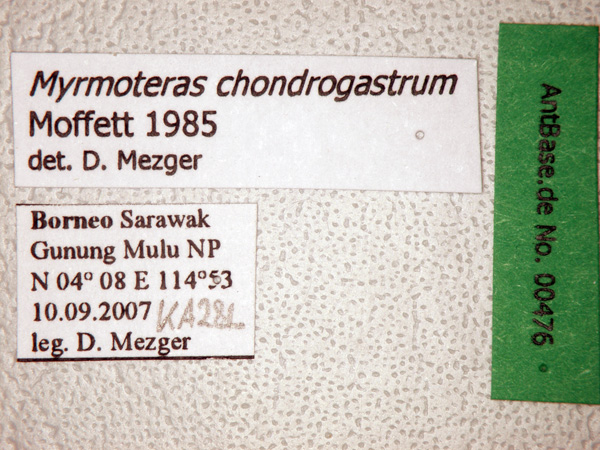 Myrmoteras chondrogastrum
Moffett 1985
det. D. Mezger
Borneo Sarawak
Gunung Mulu NP
N 04° 08 E 114°53
10.09.2007
leg. D. Mezger
AntBase.de No. 00476